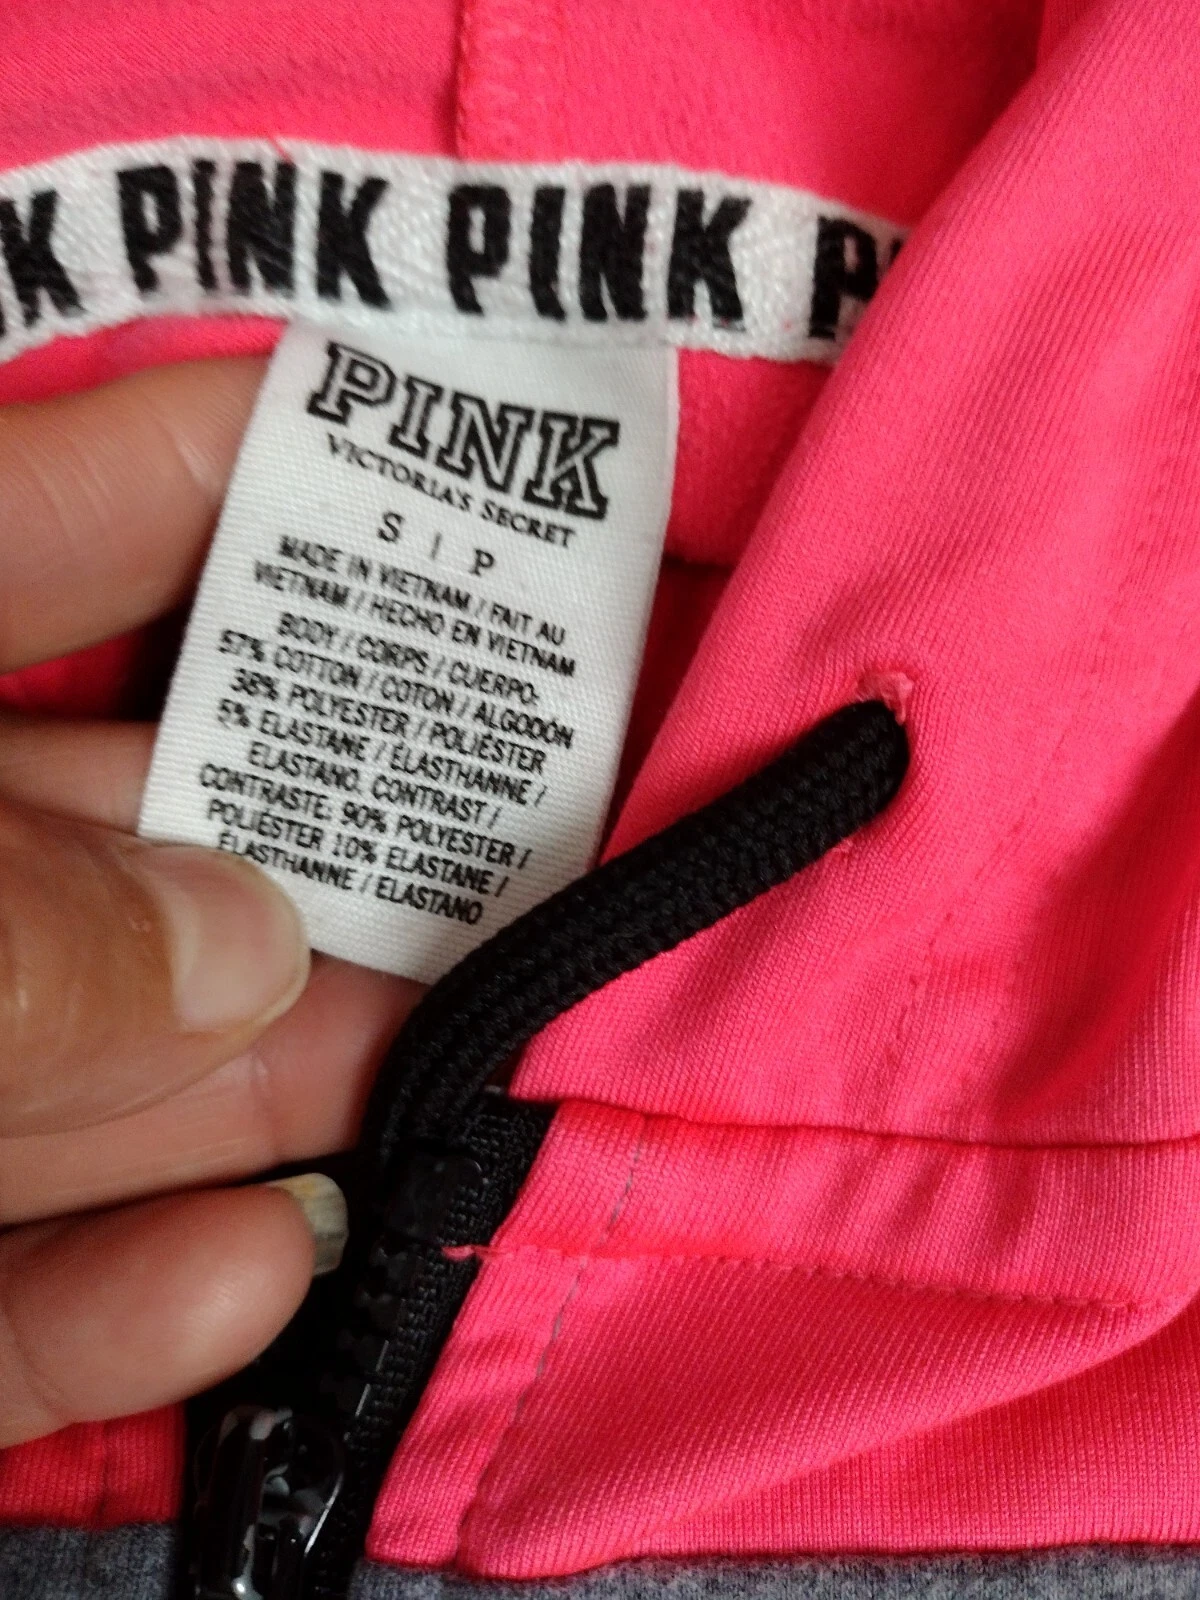 K PINK PINK P
PINK
VICTORIA'S SECRET
S | P
MADE IN VIETNAM / FAIT AU
VIETNAM / HECHO EN VIETNAM
BODY / CORPS / CUERPO:
57% COTTON / COTON / ALGODÓN
38% POLYESTER / POLIÉSTER
5% ELASTANE / ÉLASTHANNE /
ELASTANO. CONTRAST /
CONTRASTE: 90% POLYESTER /
POLIÉSTER 10% ELASTANE /
ÉLASTHANNE / ELASTANO